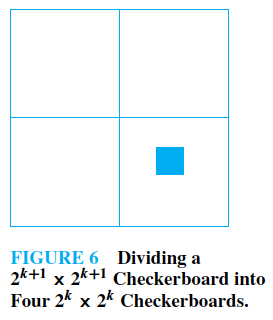 FIGURE 6 Dividing a
2^{k+1} x 2^{k+1} Checkerboard into
Four 2^k x 2^k Checkerboards.